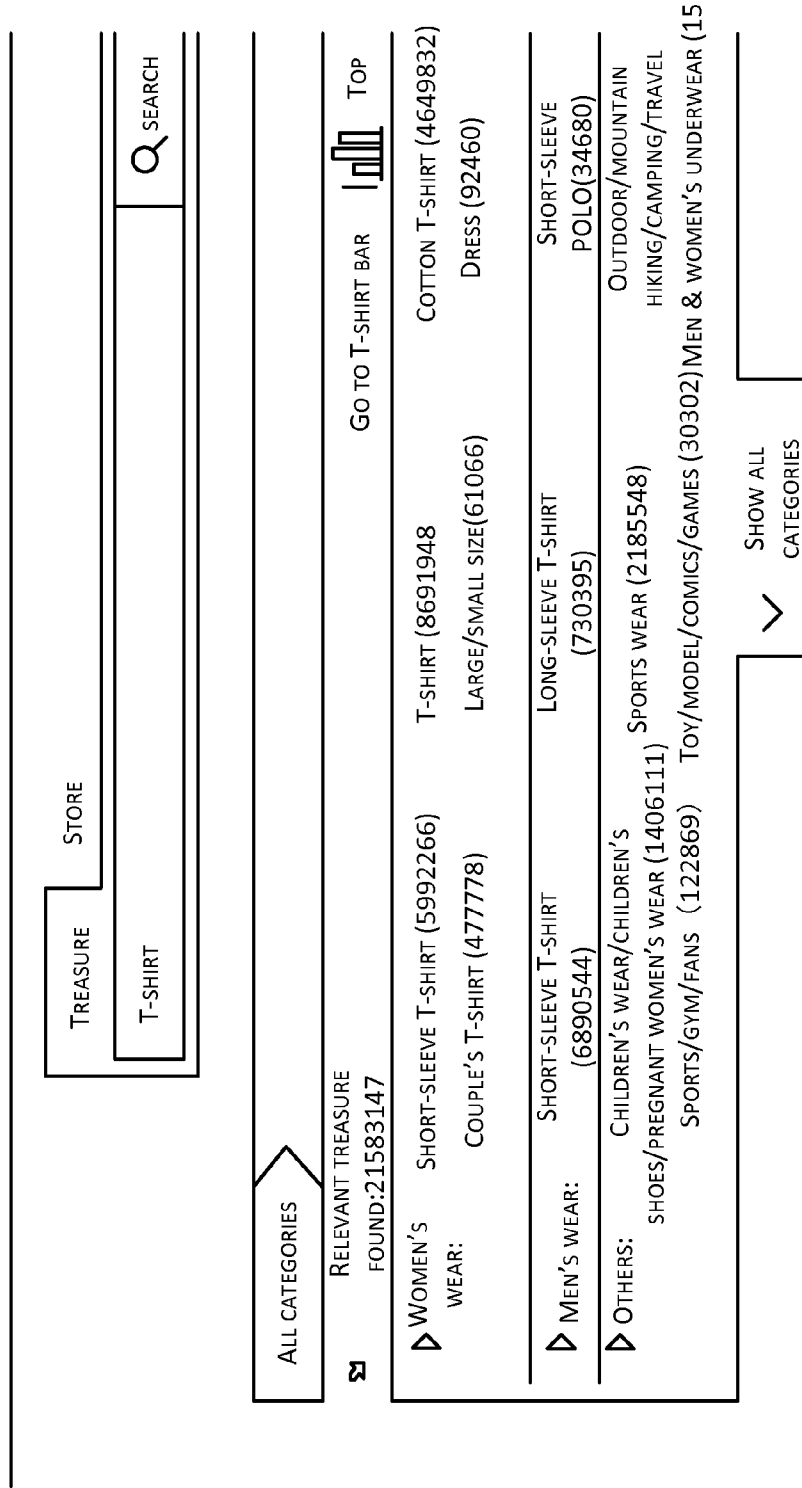 TREASURE
STORE
T-SHIRT
SEARCH
ALL CATEGORIES
RELEVANT TREASURE
FOUND:21583147
GO TO T-SHIRT BAR
TOP
WOMEN'S
WEAR:
SHORT-SLEEVE T-SHIRT (5992266)
T-SHIRT (8691948
COTTON T-SHIRT (4649832)
COUPLE'S T-SHIRT (477778)
LARGE/SMALL SIZE(61066)
DRESS (92460)
MEN'S WEAR:
SHORT-SLEEVE T-SHIRT
(6890544)
LONG-SLEEVE T-SHIRT
(730395)
SHORT-SLEEVE
POLO(34680)
OTHERS:
CHILDREN'S WEAR/CHILDREN'S
SHOES/PREGNANT WOMEN'S WEAR (1406111)
SPORTS WEAR (2185548)
OUTDOOR/MOUNTAIN
HIKING/CAMPING/TRAVEL
SPORTS/GYM/FANS (122869)
TOY/MODEL/COMICS/GAMES (30302)
MEN & WOMEN'S UNDERWEAR (15
SHOW ALL
CATEGORIES